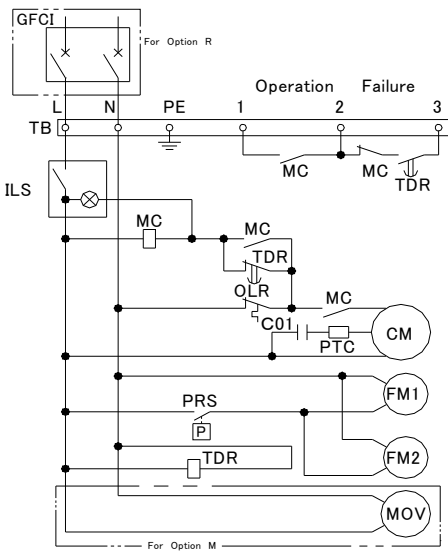 GFCI
For Option R
L N PE 1 2 3
Operation Failure
TB
MC MC TDR
ILS
MC
MC
TDR
OLR
MC
C01
PTC
CM
FM1
PRS
P
TDR
FM2
MOV
For Option M